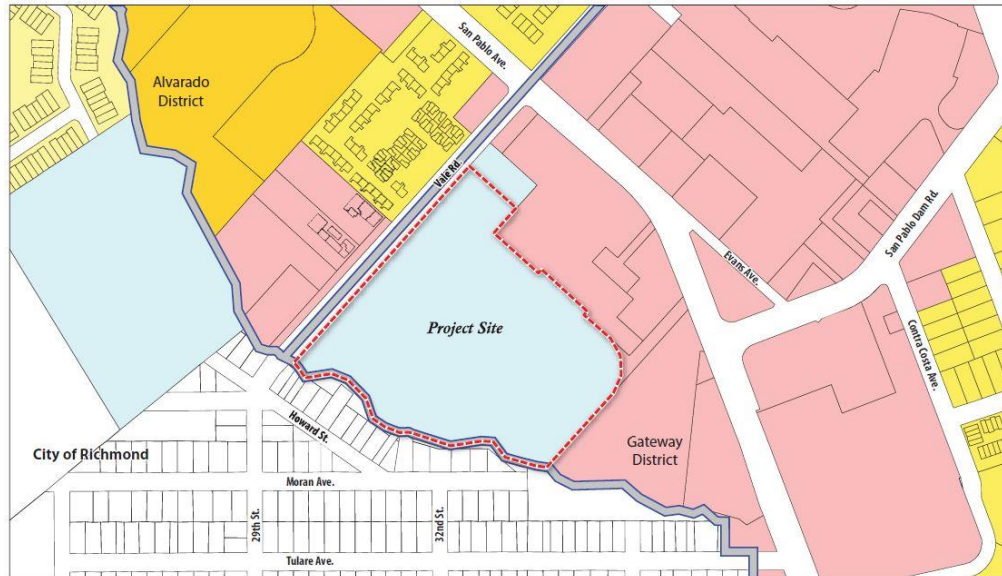 San Pablo Ave.
Alvarado
District
Vale Rd
San Pablo Dam Rd.
Evans Ave.
Project Site
Contra Costa Ave.
Howard St.
Gateway
District
City of Richmond
Moran Ave.
29th St.
32nd St.
Tulare Ave.